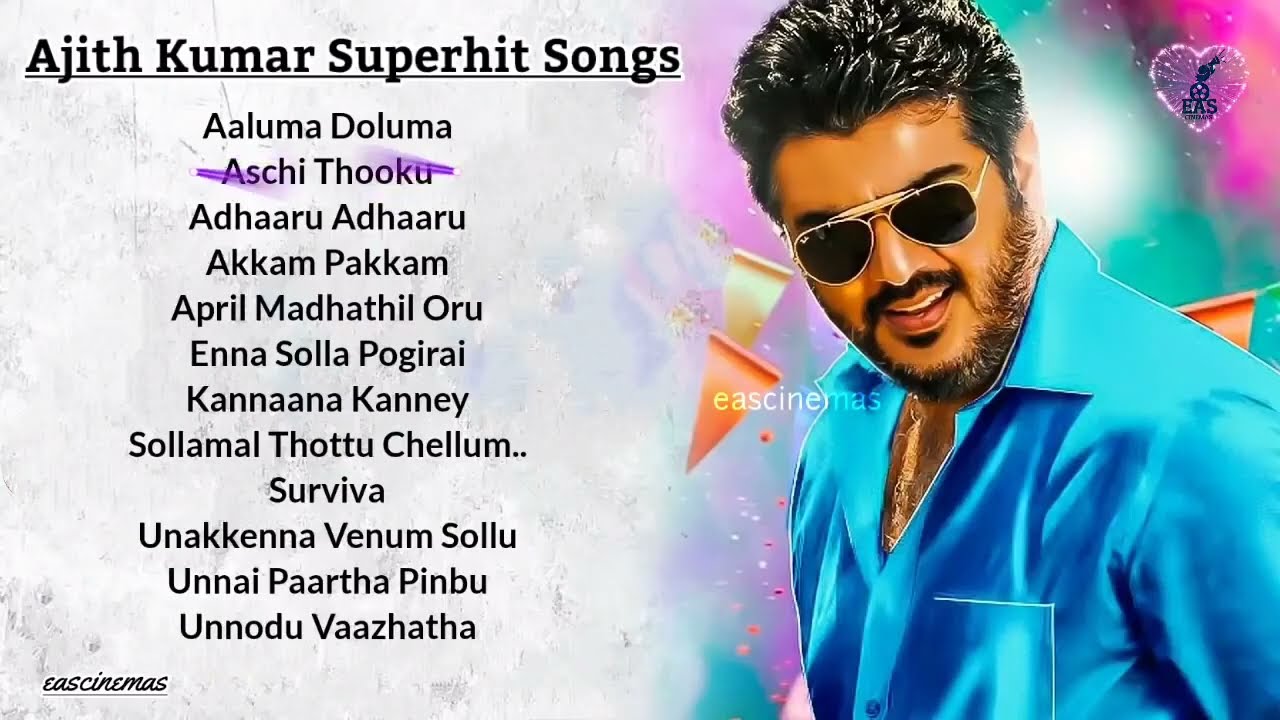 Ajith Kumar Superhit Songs
Aaluma Doluma
Aschi Thooku
Adhaaru Adhaaru
Akkam Pakkam
April Madhathil Oru
Enna Solla Pogirai
Kannaana Kanney
Sollamal Thottu Chellum..
Surviva
Unakkenna Venum Sollu
Unnai Paartha Pinbu
Unnodu Vaazhatha
eascinemas
EAS
CINEMAS
eascinemas